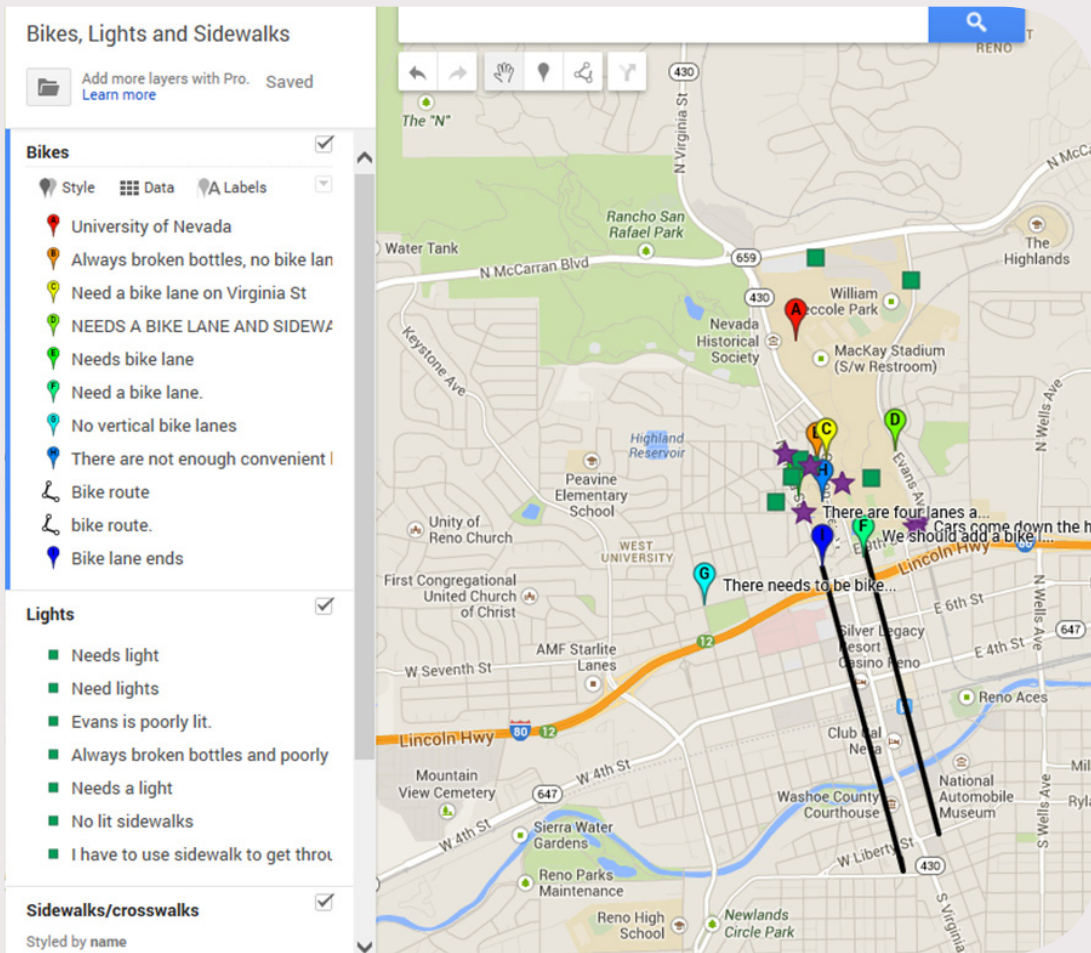 Bikes, Lights and Sidewalks
Add more layers with Pro.
Learn more
Saved
Bikes
Style
Data
A Labels
A University of Nevada
B Always broken bottles, no bike lan
C Need a bike lane on Virginia St
D NEEDS A BIKE LANE AND SIDEWA
E Needs bike lane
F Need a bike lane.
G No vertical bike lanes
H There are not enough convenient
Bike route
bike route.
Bike lane ends
Lights
Needs light
Need lights
Evans is poorly lit.
Always broken bottles and poorly
Needs a light
No lit sidewalks
I have to use sidewalk to get throu
Sidewalks/crosswalks
Styled by name
RENO
430
The "N"
N Virginia St
N McCa
Rancho San
Rafael Park
Water Tank
The
Highlands
659
N McCarran Blvd
430
William
eccole Park
A
Nevada
Historical
Society
Keystone Ave
MacKay Stadium
(S/w Restroom)
N Wells Ave
C
D
Highland
Reservoir
Evans Ave
Peavine
Elementary
School
H
There are four lanes a...
Cars come down the h
Unity of
Reno Church
F
We should add a bike l...
WEST
UNIVERSITY
I
E 9th St
80
Lincoln Hwy
G
There needs to be bike...
First Congregational
United Church
of Christ
N Wells Ave
E 6th St
647
12
Silver Legacy
Resort
Casino Reno
E 4th St
AMF Starlite
Lanes
W Seventh St
Reno Aces
Lincoln Hwy
80
12
Club Cal
Neva
W 4th St
Mountain
View Cemetery
647
National
Automobile
Museum
Mil
Washoe County
Courthouse
Ryla
S Wells Ave
W 4th St
Sierra Water
Gardens
W Liberty St
430
Reno Parks
Maintenance
Reno High
School
Newlands
Circle Park
S Virginia